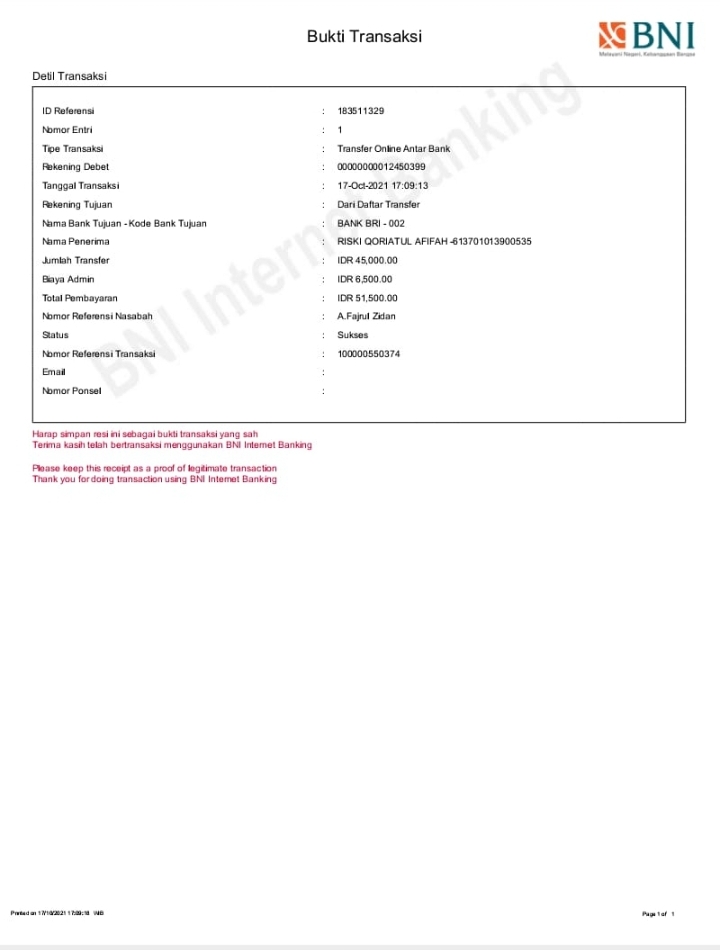 Bukti Transaksi
BNI
Melayani Negeri, Kebanggaan Bangsa
Detil Transaksi
ID Referensi : 183511329
Nomor Entri : 1
Tipe Transaksi : Transfer Online Antar Bank
Rekening Debet : 00000000012450399
Tanggal Transaksi : 17-Oct-2021 17:09:13
Rekening Tujuan : Dari Daftar Transfer
Nama Bank Tujuan - Kode Bank Tujuan : BANK BRI - 002
Nama Penerima : RISKI QORIATUL AFIFAH -613701013900535
Jumlah Transfer : IDR 45,000.00
Biaya Admin : IDR 6,500.00
Total Pembayaran : IDR 51,500.00
Nomor Referensi Nasabah : A.Fajrul Zidan
Status : Sukses
Nomor Referensi Transaksi : 100000550374
Email :
Nomor Ponsel :
BNI Internet Banking
Harap simpan resi ini sebagai bukti transaksi yang sah
Terima kasih telah bertransaksi menggunakan BNI Internet Banking
Please keep this receipt as a proof of legitimate transaction
Thank you for doing transaction using BNI Internet Banking
Printed on 17/10/2021 17:09:18 WIB
Page 1 of 1